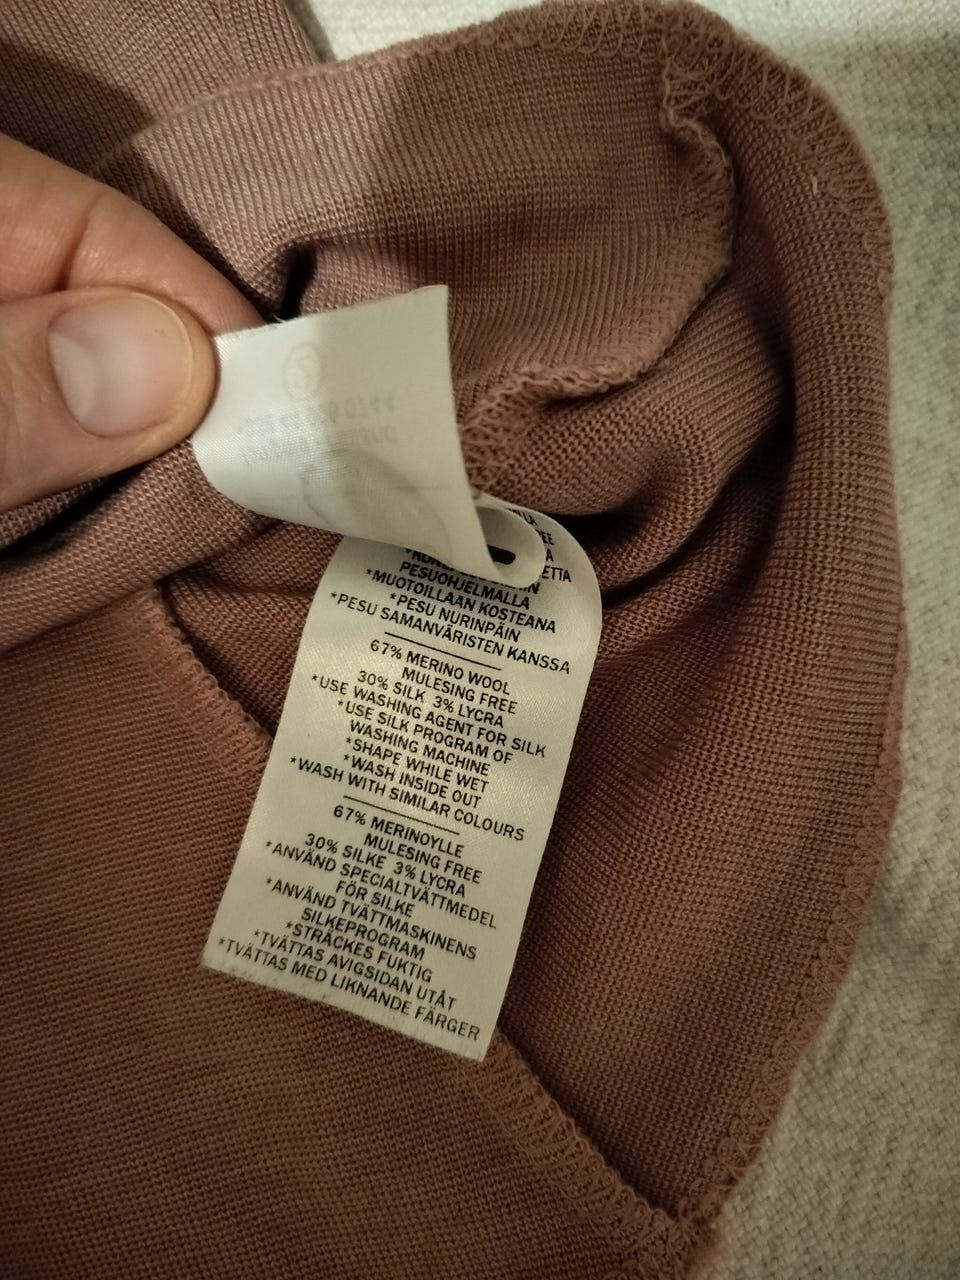 PESUOHJELMALLA
*MUOTOILLAAN KOSTEANA
*PESU NURINPÄIN
*PESU SAMANVÄRISTEN KANSSA
67% MERINO WOOL
MULESING FREE
30% SILK 3% LYCRA
*USE WASHING AGENT FOR SILK
*USE SILK PROGRAM OF
WASHING MACHINE
*SHAPE WHILE WET
*WASH INSIDE OUT
*WASH WITH SIMILAR COLOURS
67% MERINOYLLE
MULESING FREE
30% SILKE 3% LYCRA
*ANVÄND SPECIALTVÄTTMEDEL
FÖR SILKE
*ANVÄND TVÄTTMASKINENS
SILKEPROGRAM
*STRÄCKES FUKTIG
*TVÄTTAS AVIGSIDAN UTÅT
*TVÄTTAS MED LIKNANDE FÄRGER